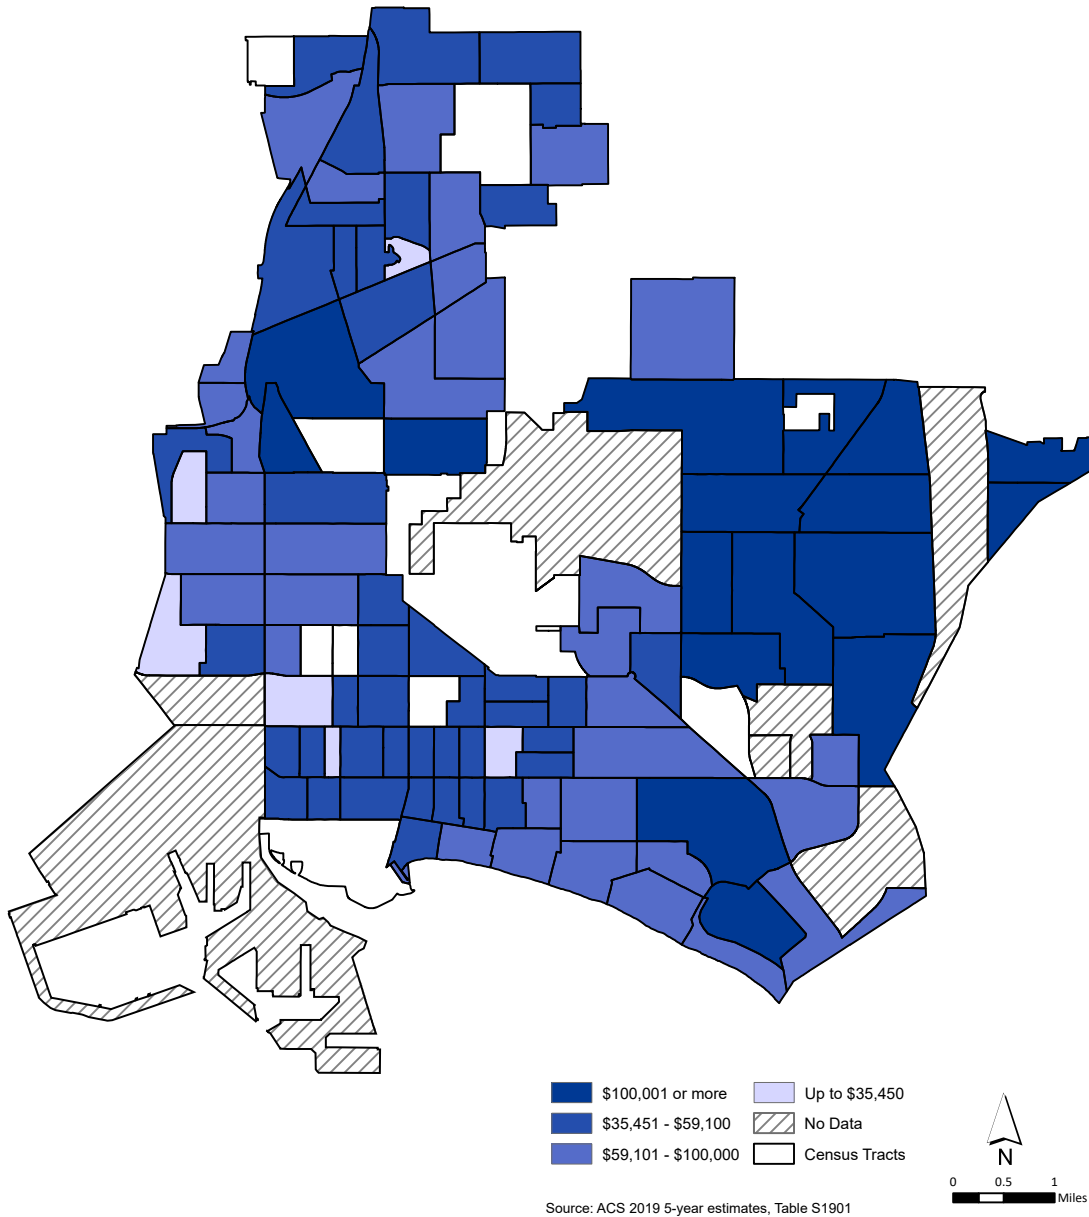 $100,001 or more
Up to $35,450
$35,451 - $59,100
No Data
$59,101 - $100,000
Census Tracts
N
0 0.5 1
Miles
Source: ACS 2019 5-year estimates, Table S1901